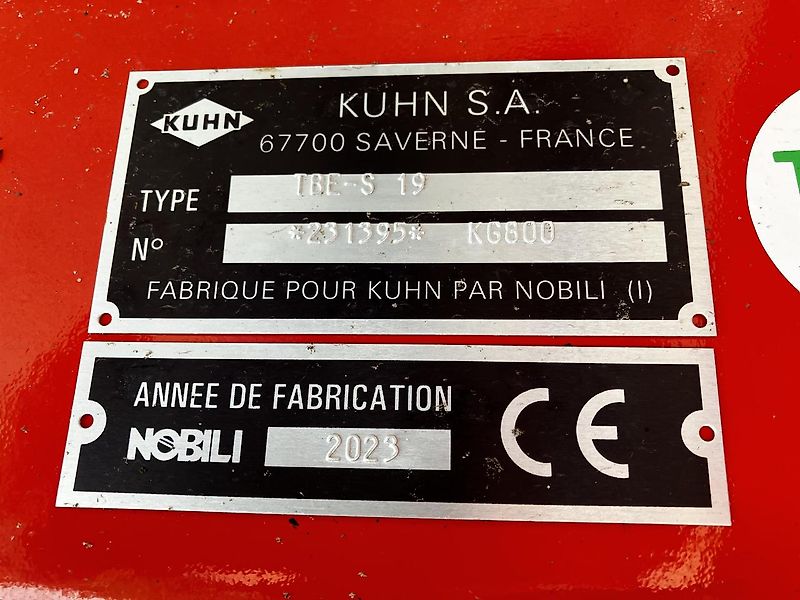 KUHN
KUHN S.A.
67700 SAVERNE - FRANCE
TYPE TBE-S 19
N° *231395* KG800
FABRIQUE POUR KUHN PAR NOBILI (I)
ANNEE DE FABRICATION
NOBILI 2023
CE